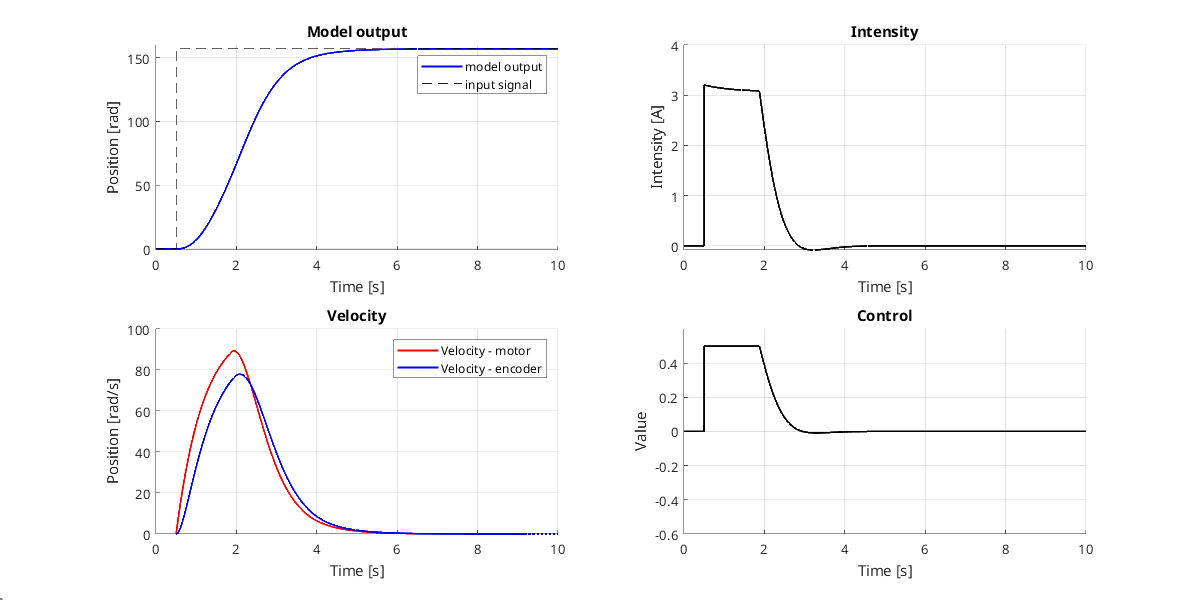 Model output
150
100
50
0
0 2 4 6 8 10
Position [rad]
Time [s]
model output
input signal
Intensity
4
3
2
1
0
0 2 4 6 8 10
Intensity [A]
Time [s]
Velocity
100
80
60
40
20
0
0 2 4 6 8 10
Position [rad/s]
Time [s]
Velocity - motor
Velocity - encoder
Control
0.4
0.2
0
-0.2
-0.4
-0.6
0 2 4 6 8 10
Value
Time [s]